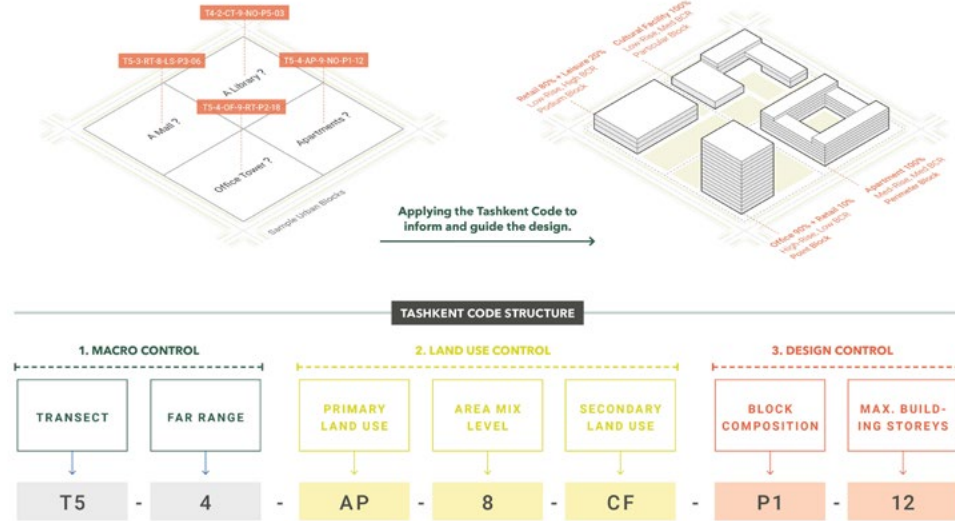 T4-2-CT-9-NO-P5-03
T5-3-RT-8-LS-P3-06
T5-4-AP-9-NO-P1-12
T5-4-OF-9-RT-P2-18
A Library ?
A Mall ?
Apartments ?
Office Tower ?
Sample Urban Blocks
Applying the Tashkent Code to
inform and guide the design.
Cultural Facility 100%
Low Rise, Med BCR
Particular Block
Retail 80% + Leisure 20%
Low Rise, High BCR
Podium Block
Apartment 100%
Med-Rise, Med BCR
Perimeter Block
Office 90% + Retail 10%
High-Rise, Low BCR
Point Block
TASHKENT CODE STRUCTURE
1. MACRO CONTROL
2. LAND USE CONTROL
3. DESIGN CONTROL
TRANSECT
FAR RANGE
PRIMARY
LAND USE
AREA MIX
LEVEL
SECONDARY
LAND USE
BLOCK
COMPOSITION
MAX. BUILD-
ING STOREYS
T5 - 4 - AP - 8 - CF - P1 - 12